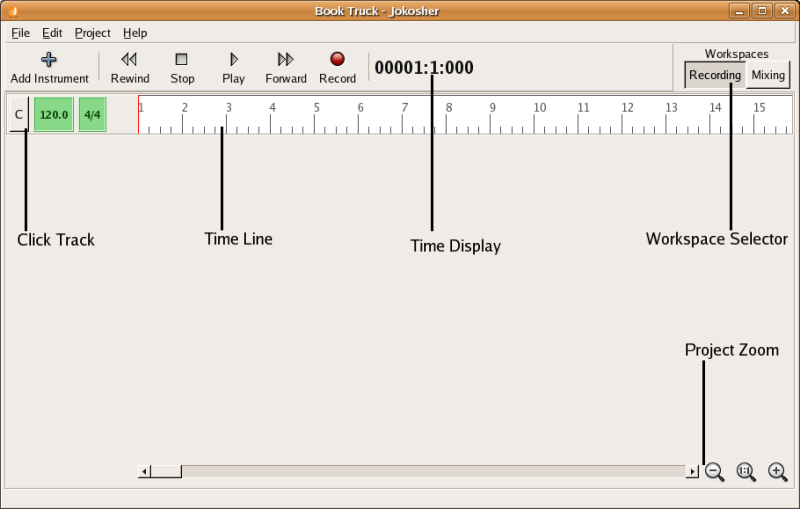 Book Truck - Jokosher
File Edit Project Help
Add Instrument Rewind Stop Play Forward Record 00001:1:000 Workspaces
Recording Mixing
C 120.0 4/4 1 2 3 4 5 6 7 8 9 10 11 12 13 14 15
Click Track Time Line Time Display Workspace Selector
Project Zoom
1:1